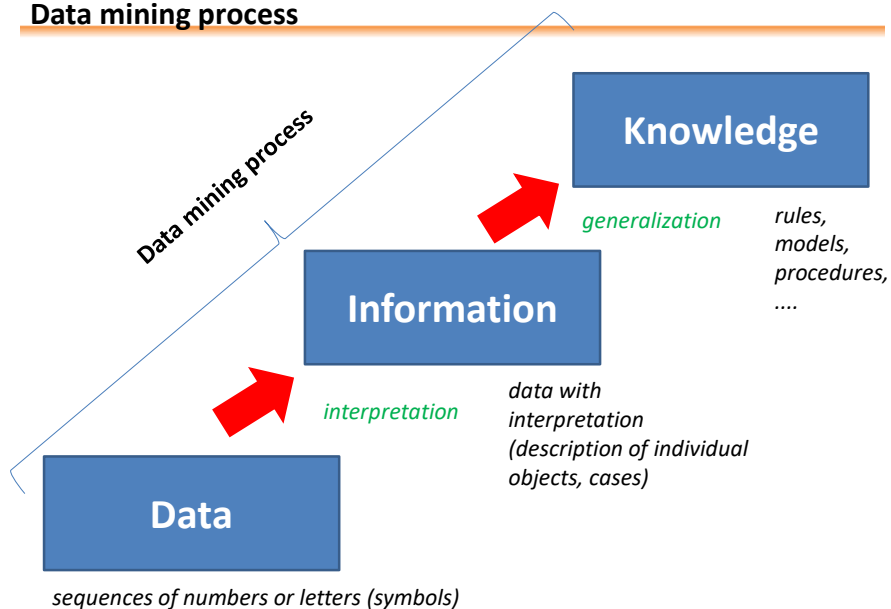 Data mining process
Data mining process
Knowledge
generalization
rules,
models,
procedures,
....
Information
interpretation
data with
interpretation
(description of individual
objects, cases)
Data
sequences of numbers or letters (symbols)